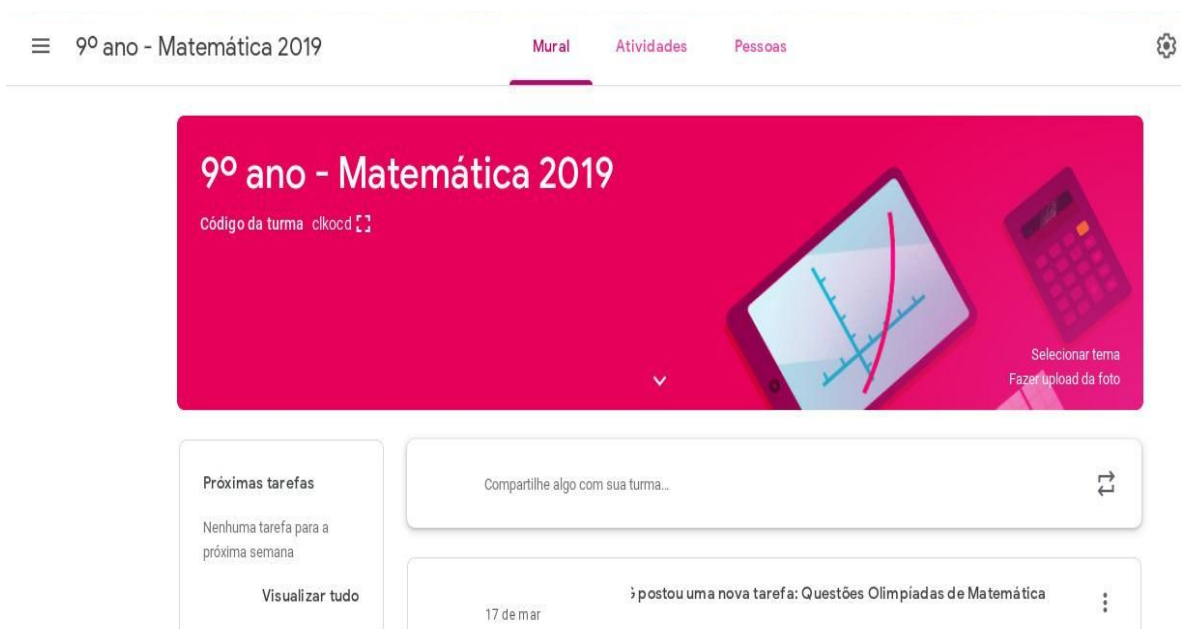 9º ano - Matemática 2019
Mural Atividades Pessoas
9º ano - Matemática 2019
Código da turma clkocd
Selecionar tema
Fazer upload da foto
Próximas tarefas
Nenhuma tarefa para a
próxima semana
Visualizar tudo
Compartilhe algo com sua turma...
postou uma nova tarefa: Questões Olimpíadas de Matemática
17 de mar